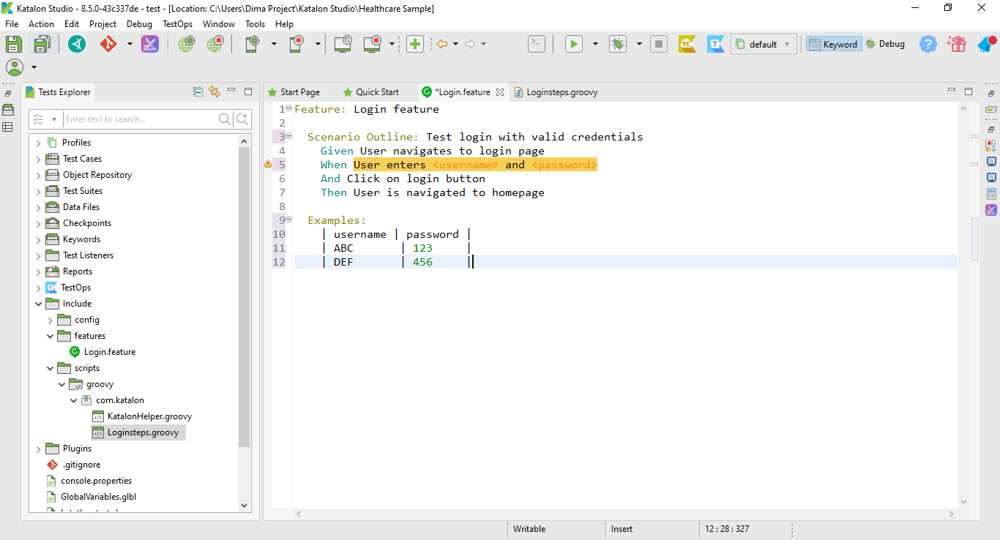 Katalon Studio - 8.5.0-43c337de - test - [Location: C:\Users\Dima Project\Katalon Studio\Healthcare Sample]
File Action Edit Project Debug TestOps Window Tools Help
TC
default
Keyword
Debug
Tests Explorer
Enter text to search...
Profiles
Test Cases
Object Repository
Test Suites
Data Files
Checkpoints
Keywords
Test Listeners
Reports
TestOps
Include
config
features
Login.feature
scripts
groovy
com.katalon
KatalonHelper.groovy
Loginsteps.groovy
Plugins
.gitignore
console.properties
GlobalVariables.glbl
Start Page
Quick Start
*Login.feature
Loginsteps.groovy
1 Feature: Login feature
2
3 Scenario Outline: Test login with valid credentials
4 Given User navigates to login page
5 When User enters <username> and <password>
6 And Click on login button
7 Then User is navigated to homepage
8
9 Examples:
10 | username | password |
11 | ABC | 123 |
12 | DEF | 456 |
Writable
Insert
12 : 28 : 327